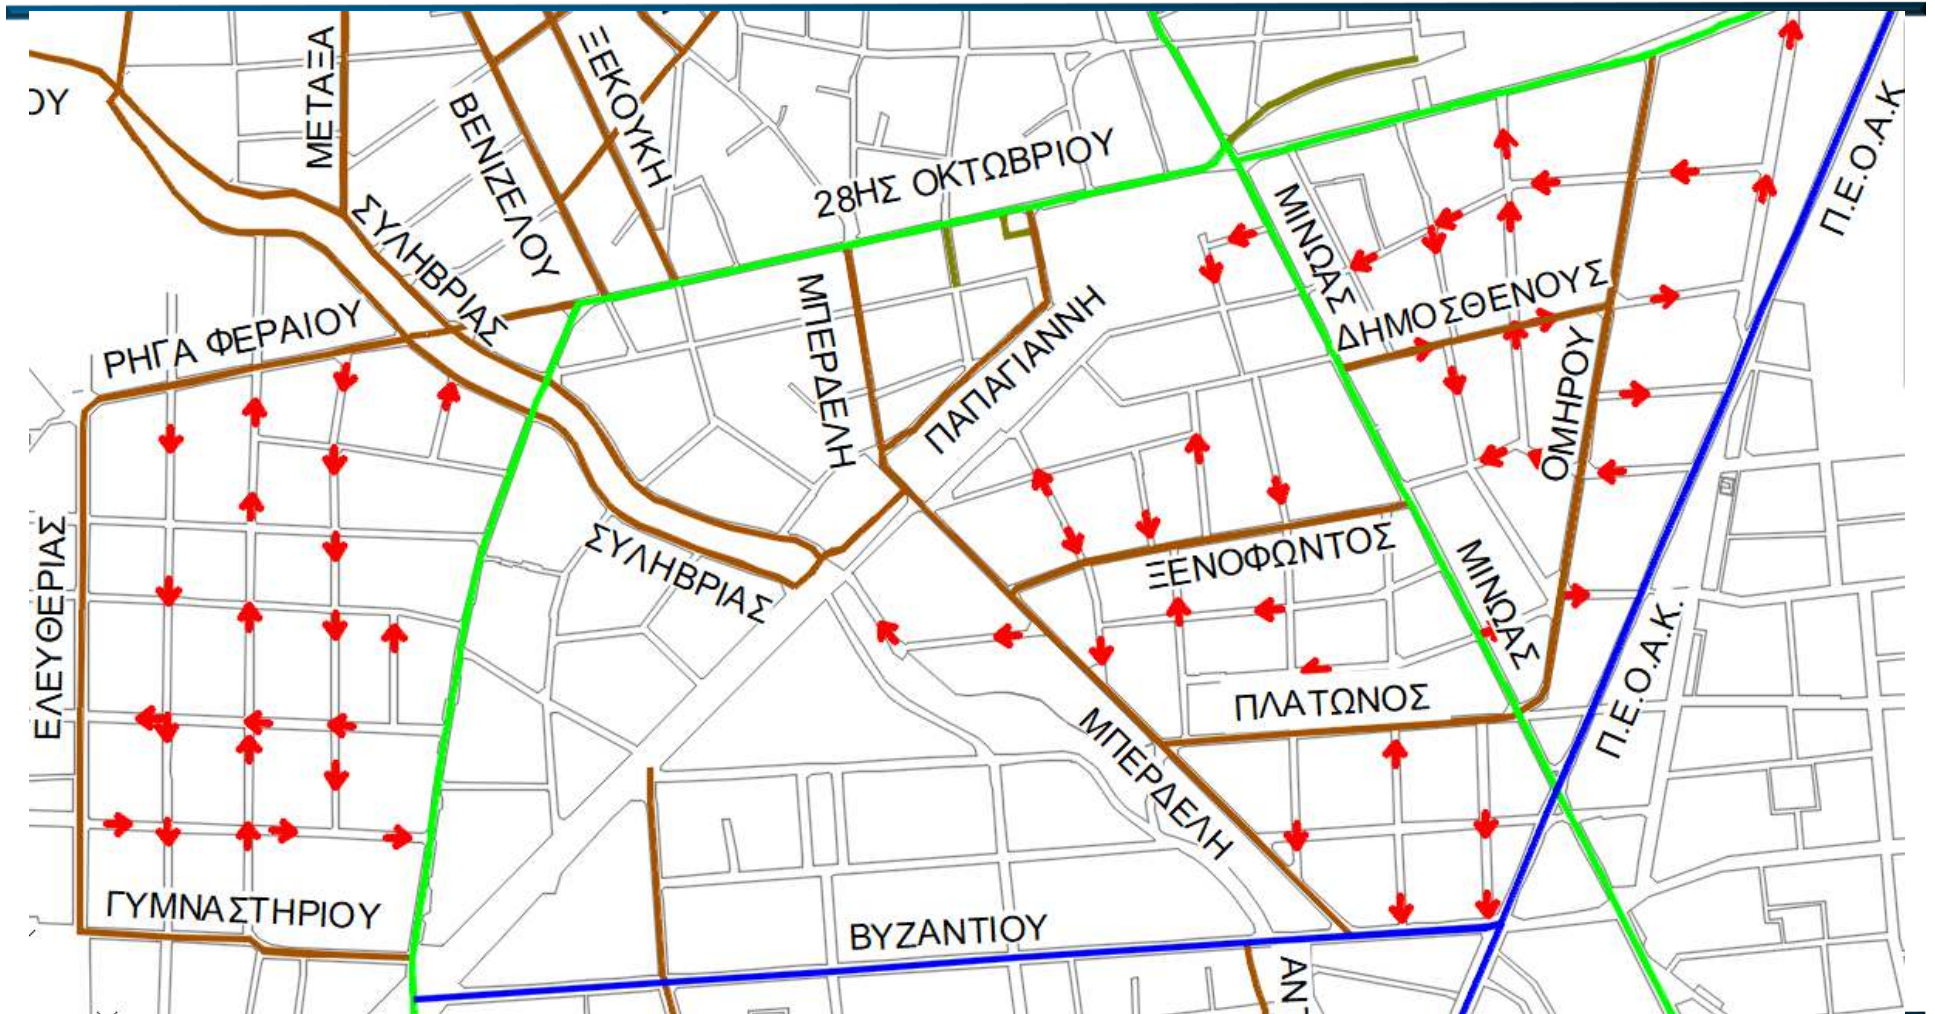 ΟΥ
ΜΕΤΑΞΑ
ΒΕΝΙΖΕΛΟΥ
ΞΕΚΟΥΚΗ
28ΗΣ ΟΚΤΩΒΡΙΟΥ
Π.Ε.Ο.Α.Κ
ΣΥΛΗΒΡΙΑΣ
ΜΙΝΩΑΣ
ΡΗΓΑ ΦΕΡΑΙΟΥ
ΜΠΕΡΔΕΛΗ
ΠΑΠΑΓΙΑΝΝΗ
ΔΗΜΟΣΘΕΝΟΥΣ
ΟΜΗΡΟΥ
ΕΛΕΥΘΕΡΙΑΣ
ΣΥΛΗΒΡΙΑΣ
ΞΕΝΟΦΩΝΤΟΣ
ΜΙΝΩΑΣ
Π.Ε.Ο.Α.Κ.
ΠΛΑΤΩΝΟΣ
ΜΠΕΡΔΕΛΗ
ΓΥΜΝΑΣΤΗΡΙΟΥ
ΒΥΖΑΝΤΙΟΥ
ΑΝΤ